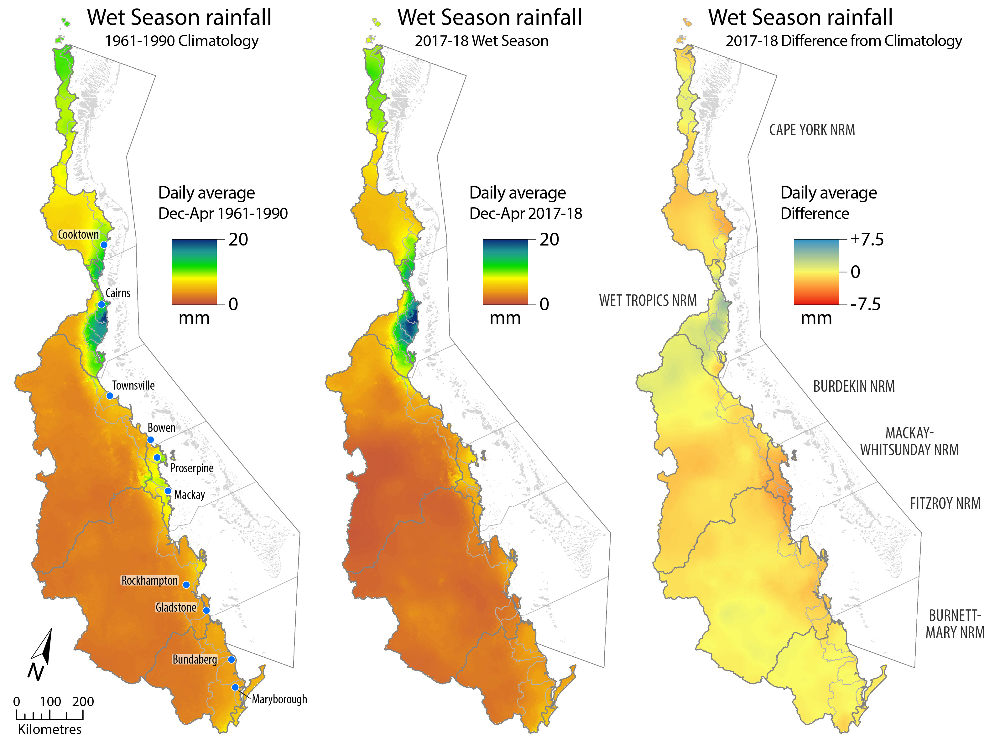 Wet Season rainfall
1961-1990 Climatology
Daily average
Dec-Apr 1961-1990
20
0
mm
Cooktown
Cairns
Townsville
Bowen
Proserpine
Mackay
Rockhampton
Gladstone
Bundaberg
Maryborough
N
0 100 200
Kilometres
Wet Season rainfall
2017-18 Wet Season
Daily average
Dec-Apr 2017-18
20
0
mm
Wet Season rainfall
2017-18 Difference from Climatology
CAPE YORK NRM
Daily average
Difference
+7.5
0
-7.5
mm
WET TROPICS NRM
BURDEKIN NRM
MACKAY-
WHITSUNDAY NRM
FITZROY NRM
BURNETT-
MARY NRM